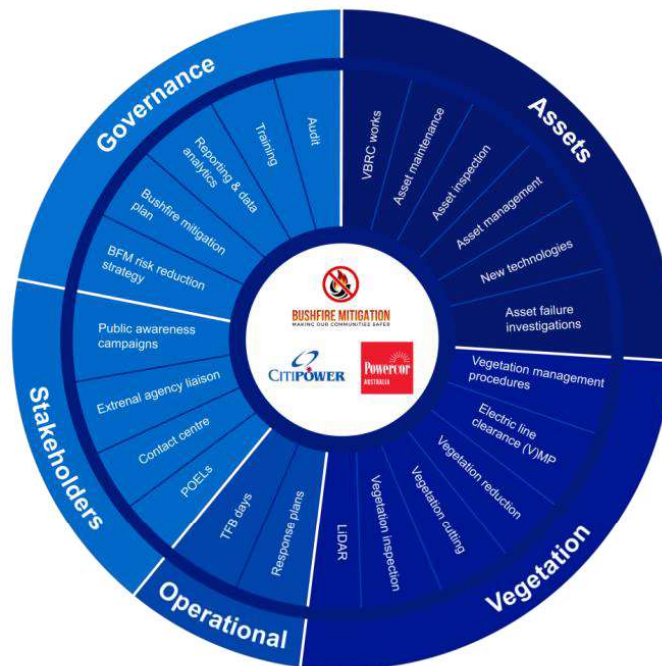 Governance
BFM risk reduction
strategy
Bushfire mitigation
plan
Reporting & data
analytics
Training
Audit
Assets
VBRC works
Asset maintenance
Asset inspection
Asset management
New technologies
Asset failure
investigations
Vegetation
Vegetation management
procedures
Electric line
clearance (V)MP
Vegetation reduction
Vegetation cutting
Vegetation inspection
LiDAR
Operational
Response plans
TFB days
Stakeholders
POELs
Contact centre
Extrenal agency liaison
Public awareness
campaigns
BUSHFIRE MITIGATION
MAKING OUR COMMUNITIES SAFER
CITIPOWER
Powercor
AUSTRALIA